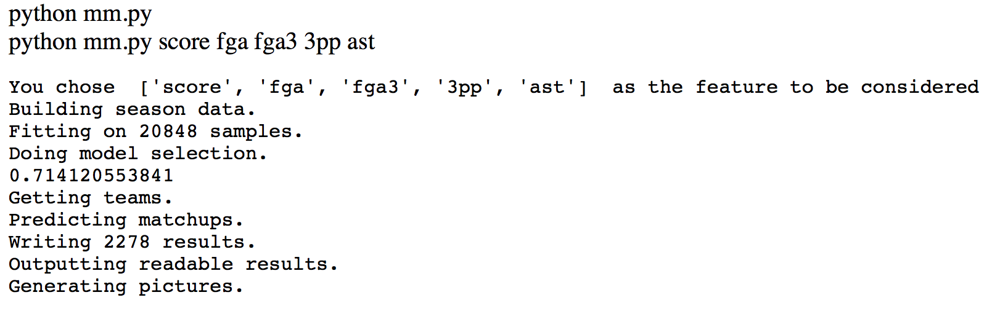 python mm.py
python mm.py score fga fga3 3pp ast
You chose  ['score', 'fga', 'fga3', '3pp', 'ast']  as the feature to be considered
Building season data.
Fitting on 20848 samples.
Doing model selection.
0.714120553841
Getting teams.
Predicting matchups.
Writing 2278 results.
Outputting readable results.
Generating pictures.